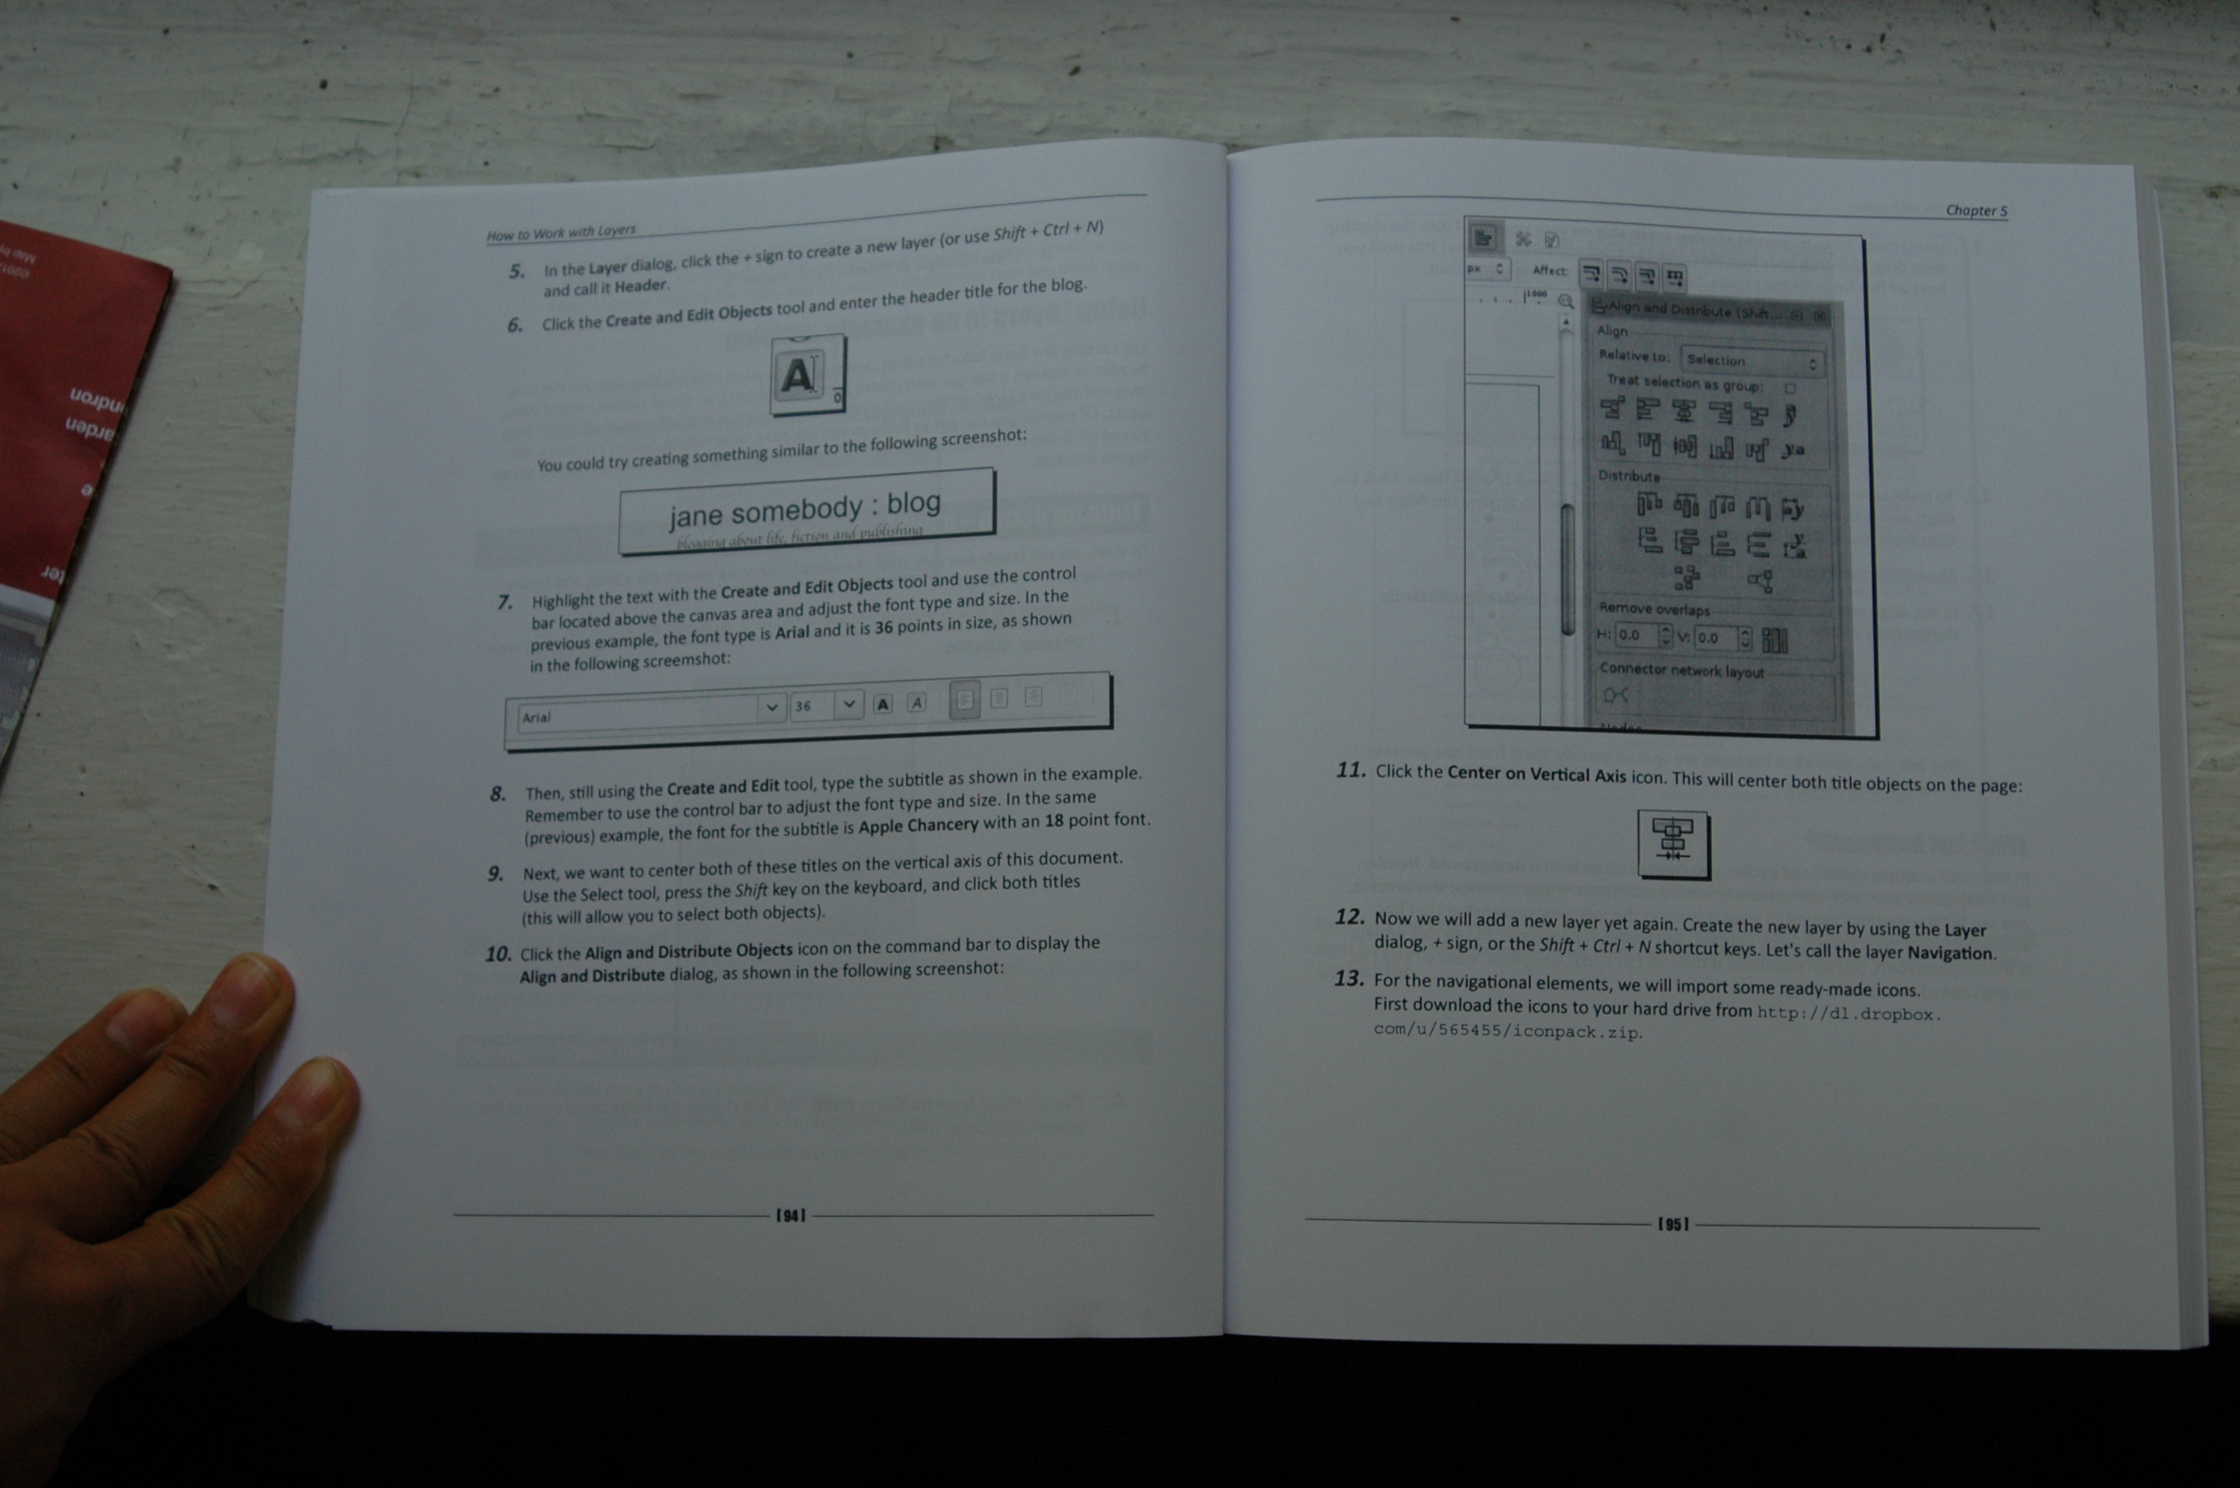 How to Work with Layers
5. In the Layer dialog, click the + sign to create a new layer (or use Shift + Ctrl + N)
and call it Header.
6. Click the Create and Edit Objects tool and enter the header title for the blog.
A
You could try creating something similar to the following screenshot:
jane somebody : blog
blogging about life, fiction and publishing
7. Highlight the text with the Create and Edit Objects tool and use the control
bar located above the canvas area and adjust the font type and size. In the
previous example, the font type is Arial and it is 36 points in size, as shown
in the following screemshot:
Arial 36 A A
8. Then, still using the Create and Edit tool, type the subtitle as shown in the example.
Remember to use the control bar to adjust the font type and size. In the same
(previous) example, the font for the subtitle is Apple Chancery with an 18 point font.
9. Next, we want to center both of these titles on the vertical axis of this document.
Use the Select tool, press the Shift key on the keyboard, and click both titles
(this will allow you to select both objects).
10. Click the Align and Distribute Objects icon on the command bar to display the
Align and Distribute dialog, as shown in the following screenshot:
[94]
Chapter 5
px Affect:
1000
Align and Distribute (Shift...
Align
Relative to: Selection
Treat selection as group:
Distribute
Remove overlaps
H: 0.0 V: 0.0
Connector network layout
Nodes
11. Click the Center on Vertical Axis icon. This will center both title objects on the page:
12. Now we will add a new layer yet again. Create the new layer by using the Layer
dialog, + sign, or the Shift + Ctrl + N shortcut keys. Let's call the layer Navigation.
13. For the navigational elements, we will import some ready-made icons.
First download the icons to your hard drive from http://dl.dropbox.
com/u/565455/iconpack.zip.
[95]
ndron
arden
e
ter